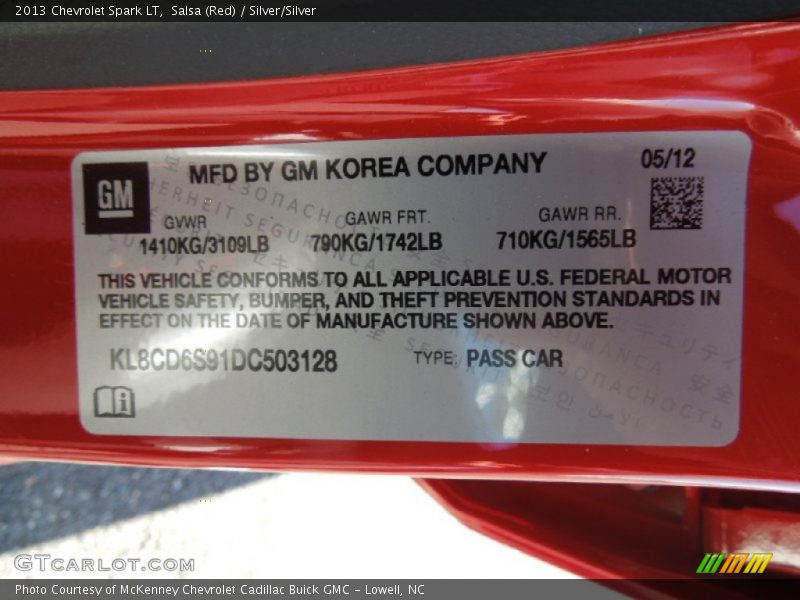 2013 Chevrolet Spark LT, Salsa (Red) / Silver/Silver
MFD BY GM KOREA COMPANY
05/12
GM
GVWR
GAWR FRT.
GAWR RR.
1410KG/3109LB
790KG/1742LB
710KG/1565LB
THIS VEHICLE CONFORMS TO ALL APPLICABLE U.S. FEDERAL MOTOR
VEHICLE SAFETY, BUMPER, AND THEFT PREVENTION STANDARDS IN
EFFECT ON THE DATE OF MANUFACTURE SHOWN ABOVE.
KL8CD6S91DC503128
TYPE: PASS CAR
GTCARLOT.COM
Photo Courtesy of McKenney Chevrolet Cadillac Buick GMC - Lowell, NC